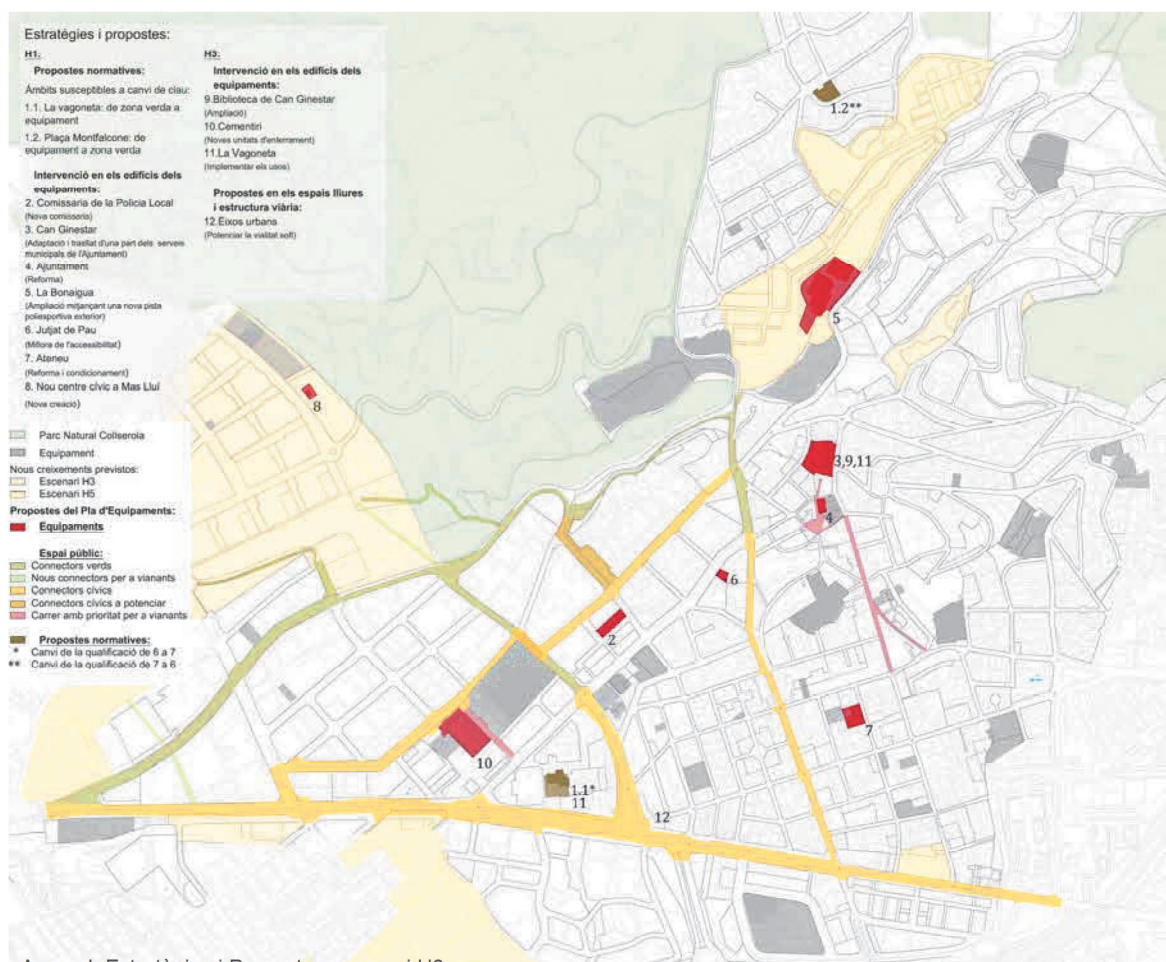 Estratègies i propostes:
H1:
Propostes normatives:
Àmbits susceptibles a canvi de clau:
1.1. La vagoneta: de zona verda a
equipament
1.2. Plaça Montfalcone: de
equipament a zona verda
Intervenció en els edifícis dels
equipaments:
2. Comissaria de la Policia Local
(Nova comissaria)
3. Can Ginestar
(Adaptació i trasllat d'una part dels serveis
municipals de l'Ajuntament)
4. Ajuntament
(Reforma)
5. La Bonaigua
(Ampliació mitjançant una nova pista
poliesportiva exterior)
6. Jutjat de Pau
(Millora de l'accessibilitat)
7. Ateneu
(Reforma i condicionament)
8. Nou centre cívic a Mas Lluí
(Nova creació)
H3:
Intervenció en els edifícis dels
equipaments:
9.Biblioteca de Can Ginestar
(Ampliació)
10.Cementiri
(Noves unitats d'enterrament)
11.La Vagoneta
(Implementar els usos)
Propostes en els espais lliures
i estructura viària:
12.Eixos urbans
(Potenciar la vialitat soft)
Parc Natural Collserola
Equipament
Nous creixements previstos:
Escenari H3
Escenari H5
Propostes del Pla d'Equipaments:
Equipaments
Espai públic:
Connectors verds
Nous connectors per a vianants
Connectors cívics
Connectors cívics a potenciar
Carrer amb prioritat per a vianants
Propostes normatives:
* Canvi de la qualificació de 6 a 7
** Canvi de la qualificació de 7 a 6
1.2**
5
8
3,9,11
4
6
2
7
10
1.1*
11
12